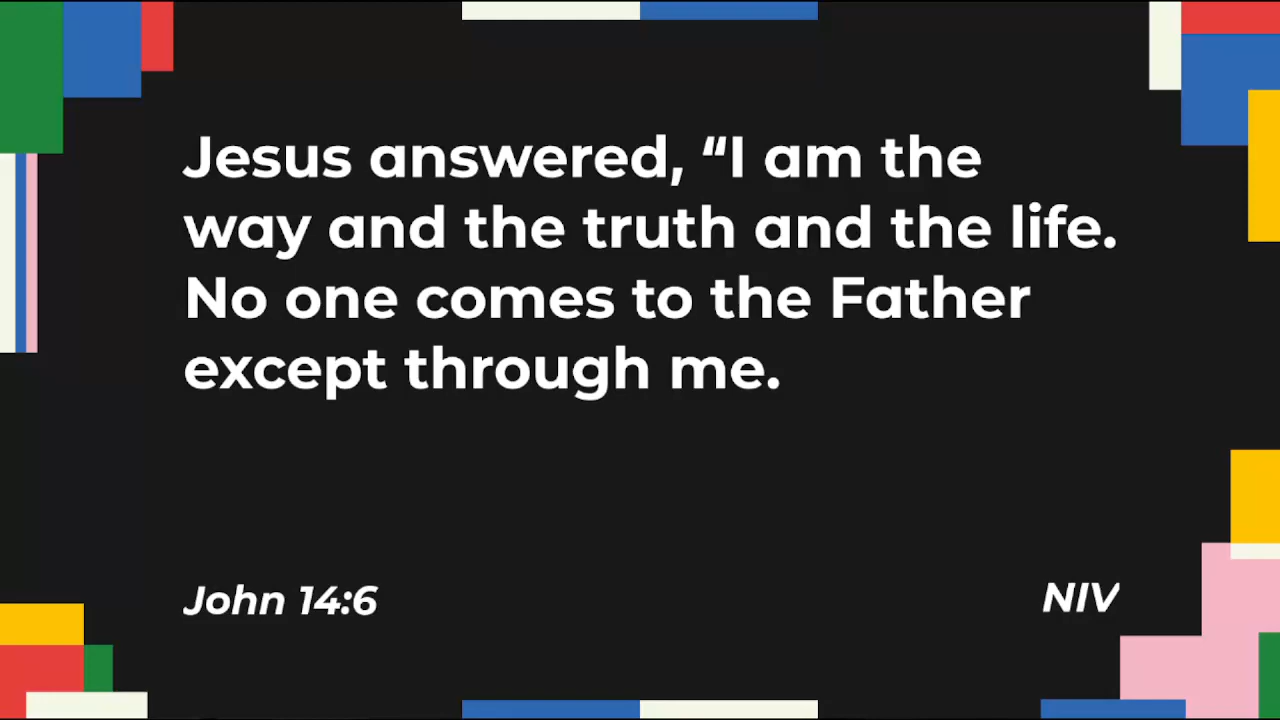 Jesus answered, “I am the
way and the truth and the life.
No one comes to the Father
except through me.
John 14:6
NIV